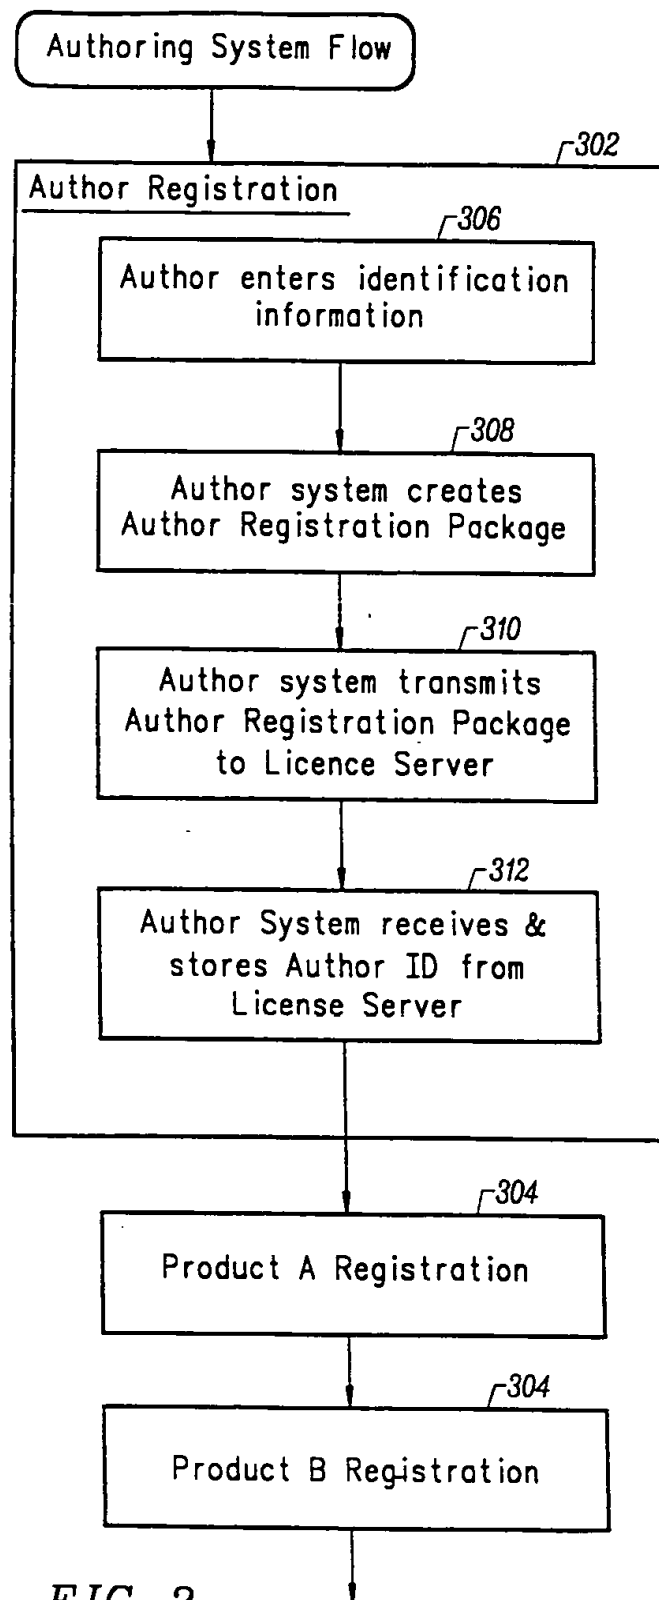 Authoring System Flow
302
Author Registration
306
Author enters identification
information
308
Author system creates
Author Registration Package
310
Author system transmits
Author Registration Package
to Licence Server
312
Author System receives &
stores Author ID from
License Server
304
Product A Registration
304
Product B Registration